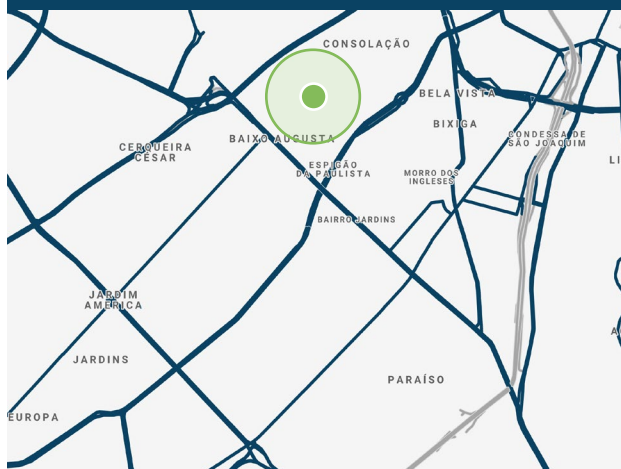 CONSOLAÇÃO
BELA VISTA
BIXIGA
BAIXO AUGUSTA
CONDESSA DE
SÃO JOAQUIM
CERQUEIRA
CÉSAR
LI
ESPIGÃO
DA PAULISTA
MORRO DOS
INGLESES
BAIRRO JARDINS
JARDIM
AMÉRICA
A
JARDINS
PARAÍSO
EUROPA